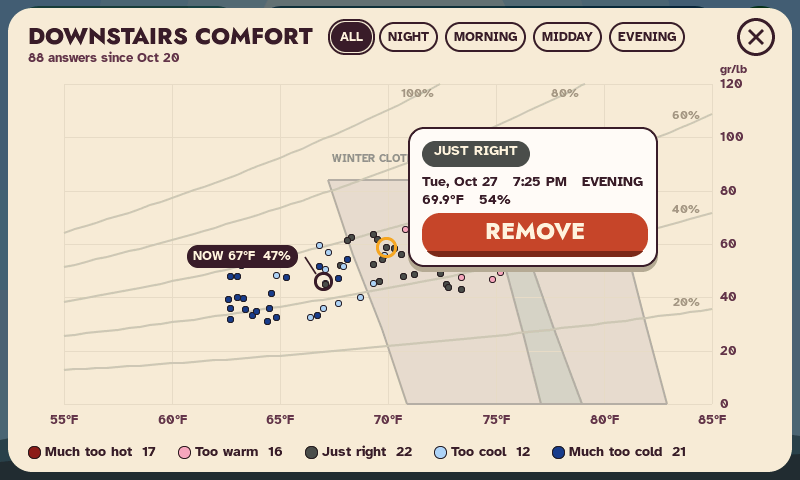 DOWNSTAIRS COMFORT
ALL NIGHT MORNING MIDDAY EVENING
88 answers since Oct 20
gr/lb
120
100% 80%
60%
100
JUST RIGHT
WINTER CLOT
Tue, Oct 27 7:25 PM EVENING
80
69.9°F 54%
40%
REMOVE
60
NOW 67°F 47%
40
20%
20
0
55°F 60°F 65°F 70°F 75°F 80°F 85°F
Much too hot 17 Too warm 16 Just right 22 Too cool 12 Much too cold 21